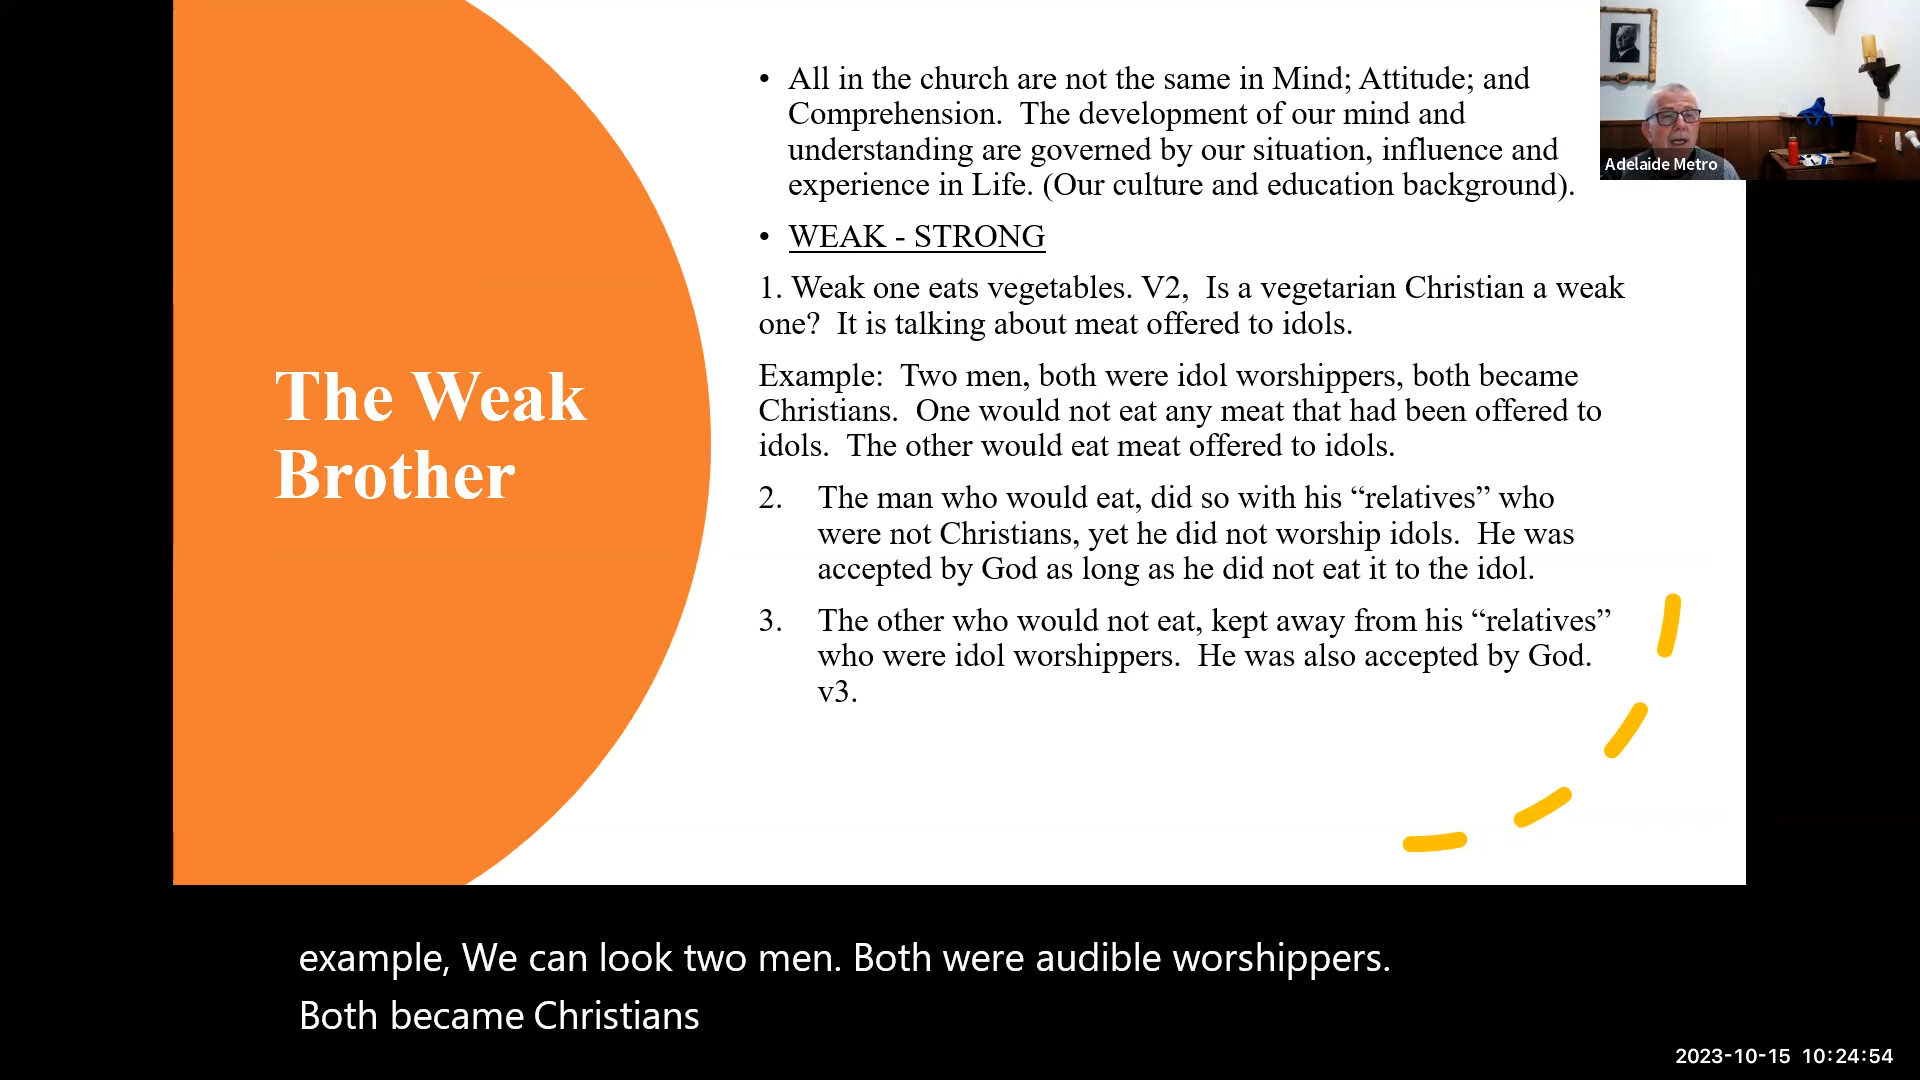 The Weak
Brother
• All in the church are not the same in Mind; Attitude; and
Comprehension.  The development of our mind and
understanding are governed by our situation, influence and
experience in Life. (Our culture and education background).
• WEAK - STRONG
1. Weak one eats vegetables. V2,  Is a vegetarian Christian a weak
one?  It is talking about meat offered to idols.
Example:  Two men, both were idol worshippers, both became
Christians.  One would not eat any meat that had been offered to
idols.  The other would eat meat offered to idols.
2. The man who would eat, did so with his “relatives” who
were not Christians, yet he did not worship idols.  He was
accepted by God as long as he did not eat it to the idol.
3. The other who would not eat, kept away from his “relatives”
who were idol worshippers.  He was also accepted by God.
v3.
Adelaide Metro
example, We can look two men. Both were audible worshippers.
Both became Christians
2023-10-15 10:24:54